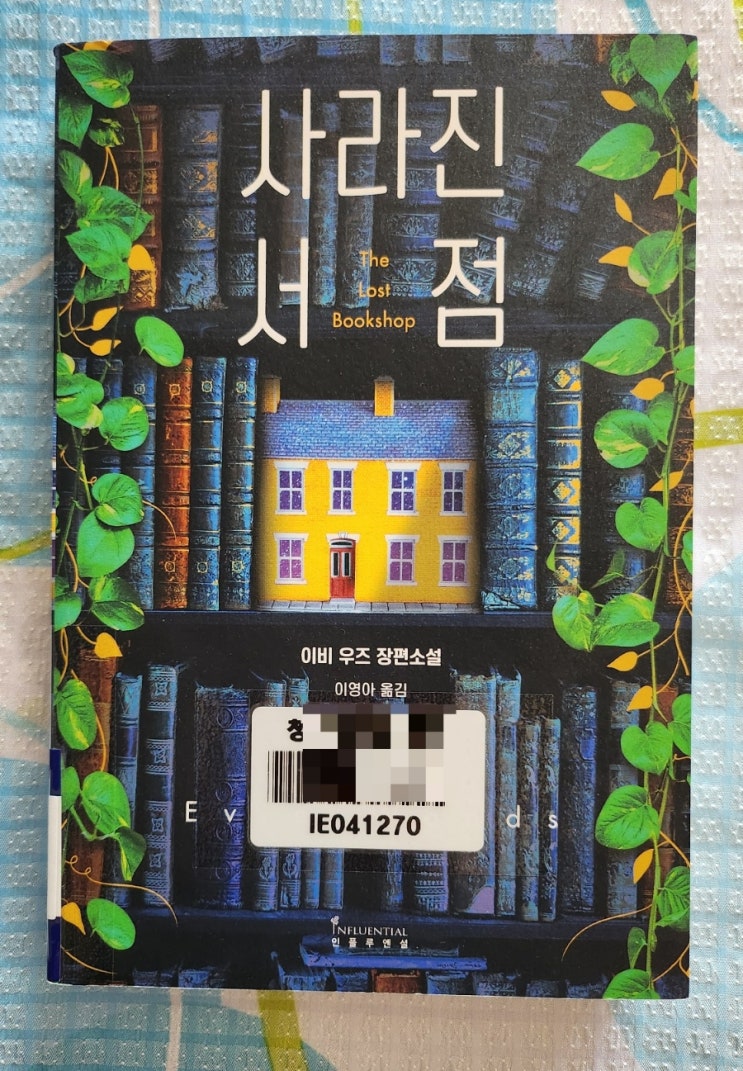 사라진
서점
The
Lost
Bookshop
이비 우즈 장편소설
이영아 옮김
IE041270
INFLUENTIAL
인플루엔셜